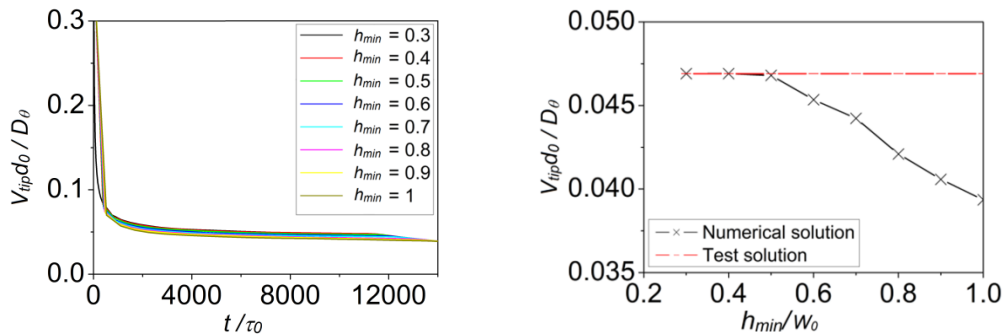 0.3
0.2
0.1
0.0
V_tip d_0 / D_θ
h_min = 0.3
h_min = 0.4
h_min = 0.5
h_min = 0.6
h_min = 0.7
h_min = 0.8
h_min = 0.9
h_min = 1
0 4000 8000 12000
t/τ_0
0.050
0.045
0.040
0.035
V_tip d_0 / D_θ
Numerical solution
Test solution
0.2 0.4 0.6 0.8 1.0
h_min/w_0